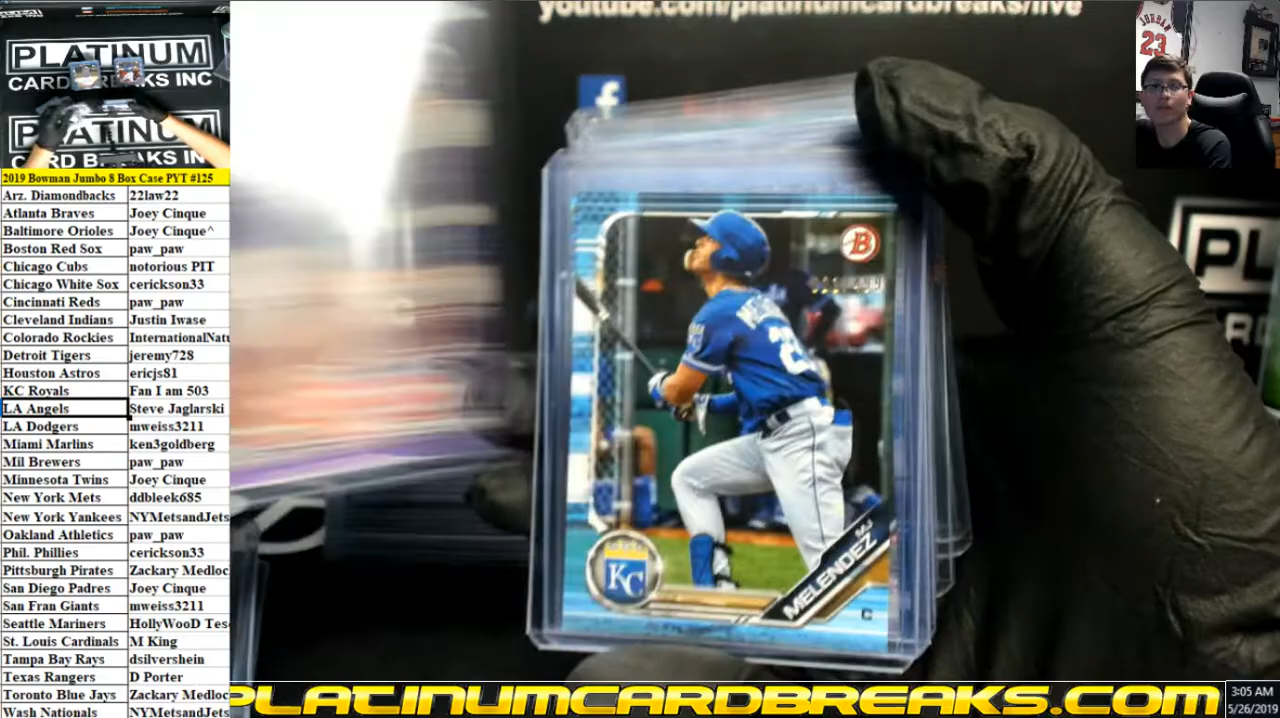 youtube.com/platinumcardbreaks/live
PLATINUM
CARD BREAKS INC
PLATINUM
CARD BREAKS IN
JORDAN
23
f
2019 Bowman Jumbo 8 Box Case PYT #125
Arz. Diamondbacks 22law22
Atlanta Braves Joey Cinque
Baltimore Orioles Joey Cinque^
Boston Red Sox paw_paw
Chicago Cubs notorious PIT
Chicago White Sox cerickson33
Cincinnati Reds paw_paw
Cleveland Indians Justin Iwase
Colorado Rockies InternationalNatu
Detroit Tigers jeremy728
Houston Astros ericjs81
KC Royals Fan I am 503
LA Angels Steve Jaglarski
LA Dodgers mweiss3211
Miami Marlins ken3goldberg
Mil Brewers paw_paw
Minnesota Twins Joey Cinque
New York Mets ddbleek685
New York Yankees NYMetsandJets
Oakland Athletics paw_paw
Phil. Phillies cerickson33
Pittsburgh Pirates Zackary Medloc
San Diego Padres Joey Cinque
San Fran Giants mweiss3211
Seattle Mariners HollyWooD Tes
St. Louis Cardinals M King
Tampa Bay Rays dsilvershein
Texas Rangers D Porter
Toronto Blue Jays Zackary Medloc
Wash Nationals NYMetsandJets
B
KC
MJ
MELENDEZ
C
PL
PLATINUMCARDBREAKS.COM
3:05 AM
5/26/2019